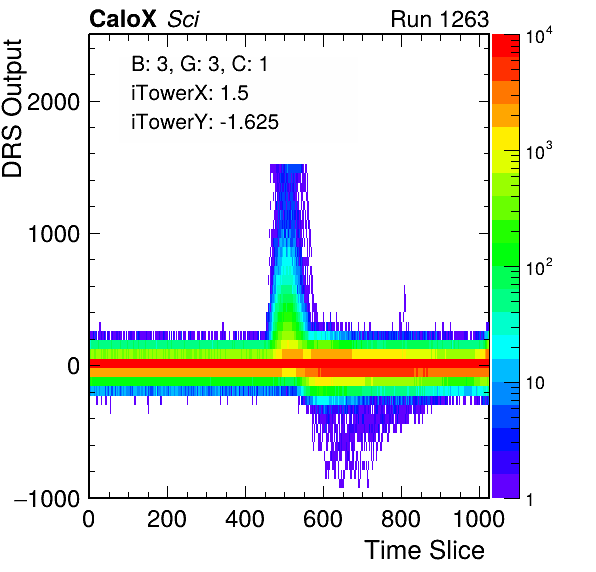 CaloX Sci Run 1263
B: 3, G: 3, C: 1
iTowerX: 1.5
iTowerY: -1.625
DRS Output
2000
1000
0
−1000
0 200 400 600 800 1000
Time Slice
10^4
10^3
10^2
10
1